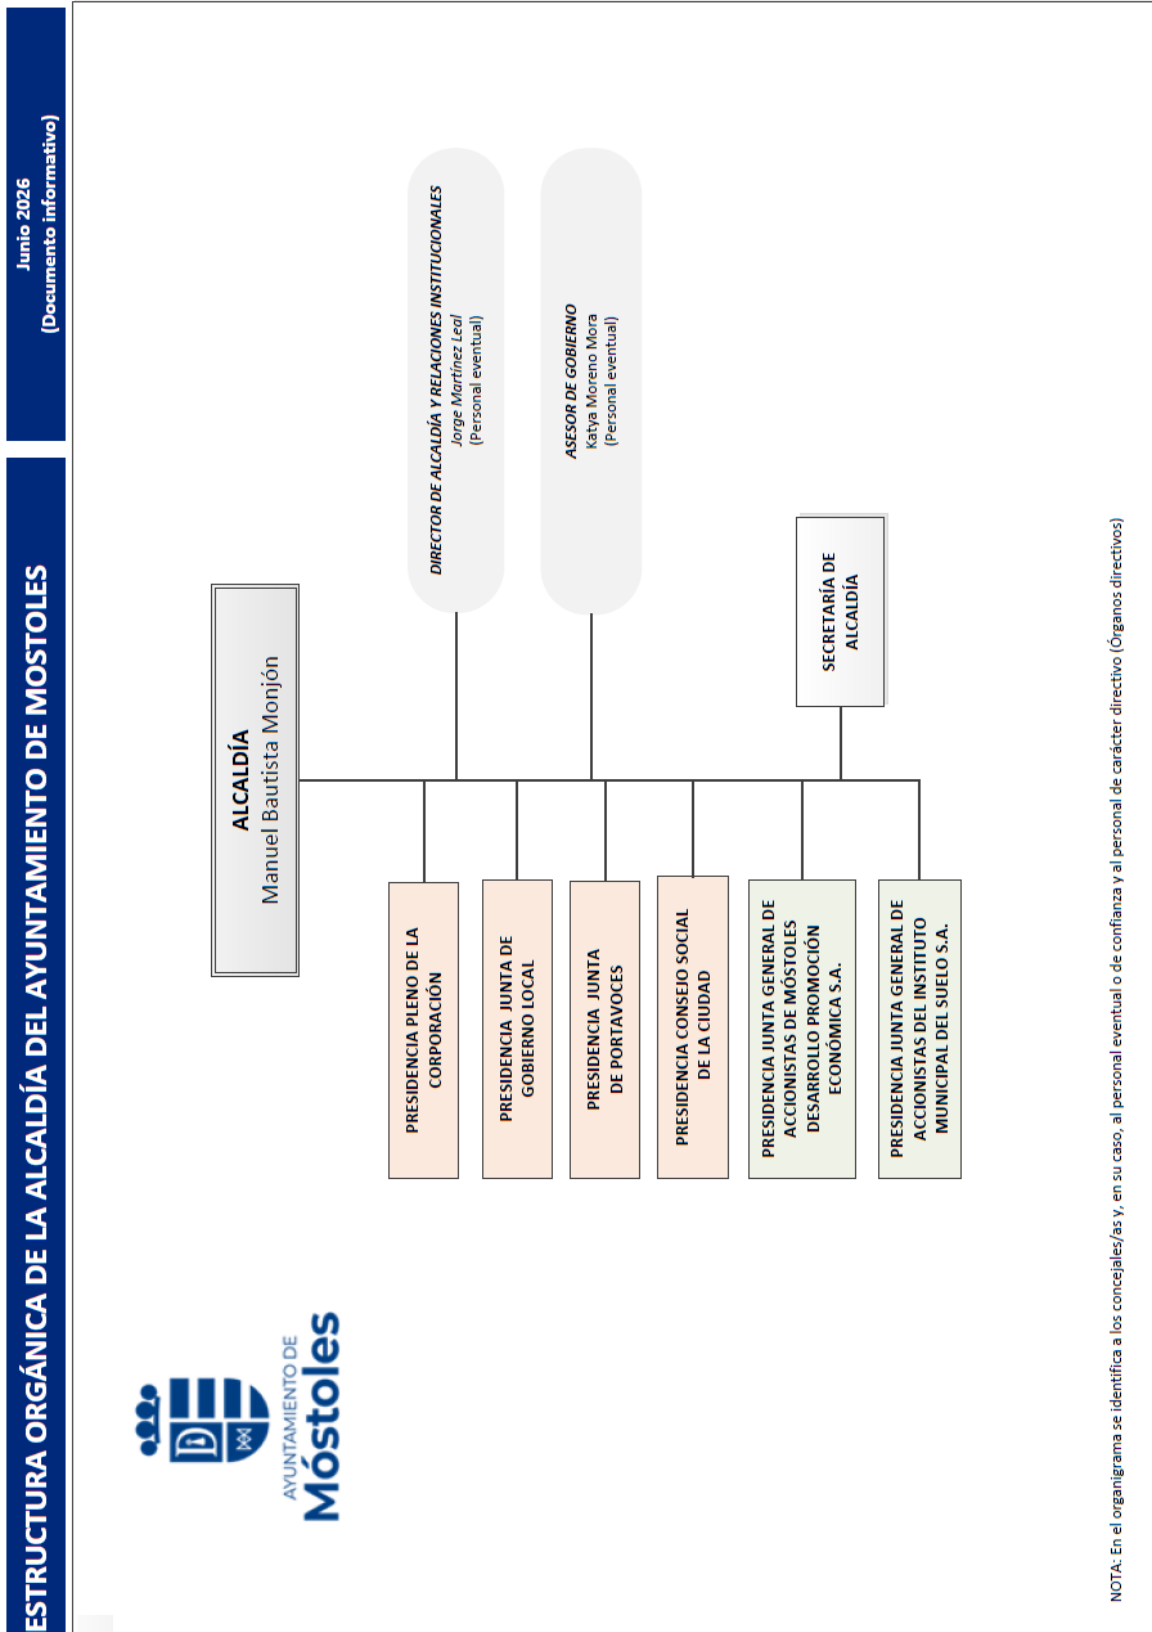 ESTRUCTURA ORGÁNICA DE LA ALCALDÍA DEL AYUNTAMIENTO DE MOSTOLES
Junio 2026
(Documento informativo)
AYUNTAMIENTO DE
Móstoles
ALCALDÍA
Manuel Bautista Monjón
DIRECTOR DE ALCALDÍA Y RELACIONES INSTITUCIONALES
Jorge Martínez Leal
(Personal eventual)
ASESOR DE GOBIERNO
Katya Moreno Mora
(Personal eventual)
PRESIDENCIA PLENO DE LA
CORPORACIÓN
PRESIDENCIA JUNTA DE
GOBIERNO LOCAL
PRESIDENCIA JUNTA
DE PORTAVOCES
PRESIDENCIA CONSEJO SOCIAL
DE LA CIUDAD
PRESIDENCIA JUNTA GENERAL DE
ACCIONISTAS DE MÓSTOLES
DESARROLLO PROMOCIÓN
ECONÓMICA S.A.
SECRETARÍA DE
ALCALDÍA
PRESIDENCIA JUNTA GENERAL DE
ACCIONISTAS DEL INSTITUTO
MUNICIPAL DEL SUELO S.A.
NOTA: En el organigrama se identifica a los concejales/as y, en su caso, al personal eventual o de confianza y al personal de carácter directivo (Órganos directivos)